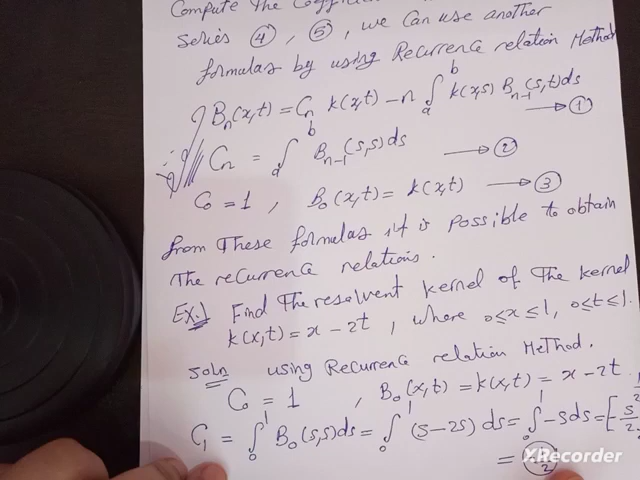 Compute the Coefficien
series ④, ⑤, we can use another
formulas by using Recurrence relation Method
Bₙ(x,t) = Cₙ k(x,t) - n ∫ₐᵇ k(x,s) Bₙ₋₁(s,t) ds → ①
Cₙ = ∫ₐᵇ Bₙ₋₁(s,s) ds → ②
C₀ = 1 , B₀(x,t) = k(x,t) → ③
from These formulas it is possible to obtain
The recurrence relations.
EX.1 Find The resolvent kernel of The kernel
k(x,t) = x - 2t , where 0≤x≤1, 0≤t≤1.
Soln using Recurrence relation Method.
C₀ = 1 , B₀(x,t) = k(x,t) = x - 2t ,
C₁ = ∫₀¹ B₀(s,s) ds = ∫₀¹ (s-2s) ds = ∫₀¹ -s ds = [-s²/2
= 2
XRecorder